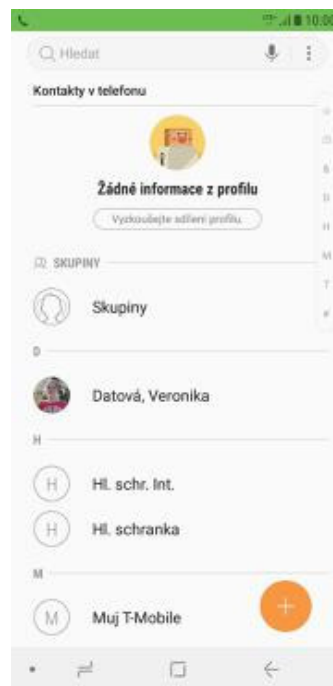 10:00
Hledat
Kontakty v telefonu
Žádné informace z profilu
Vyzkoušejte sdílení profilu.
SKUPINY
Skupiny
D
Datová, Veronika
H
H
Hl. schr. Int.
H
Hl. schranka
M
M
Muj T-Mobile
D
H
M
T
#